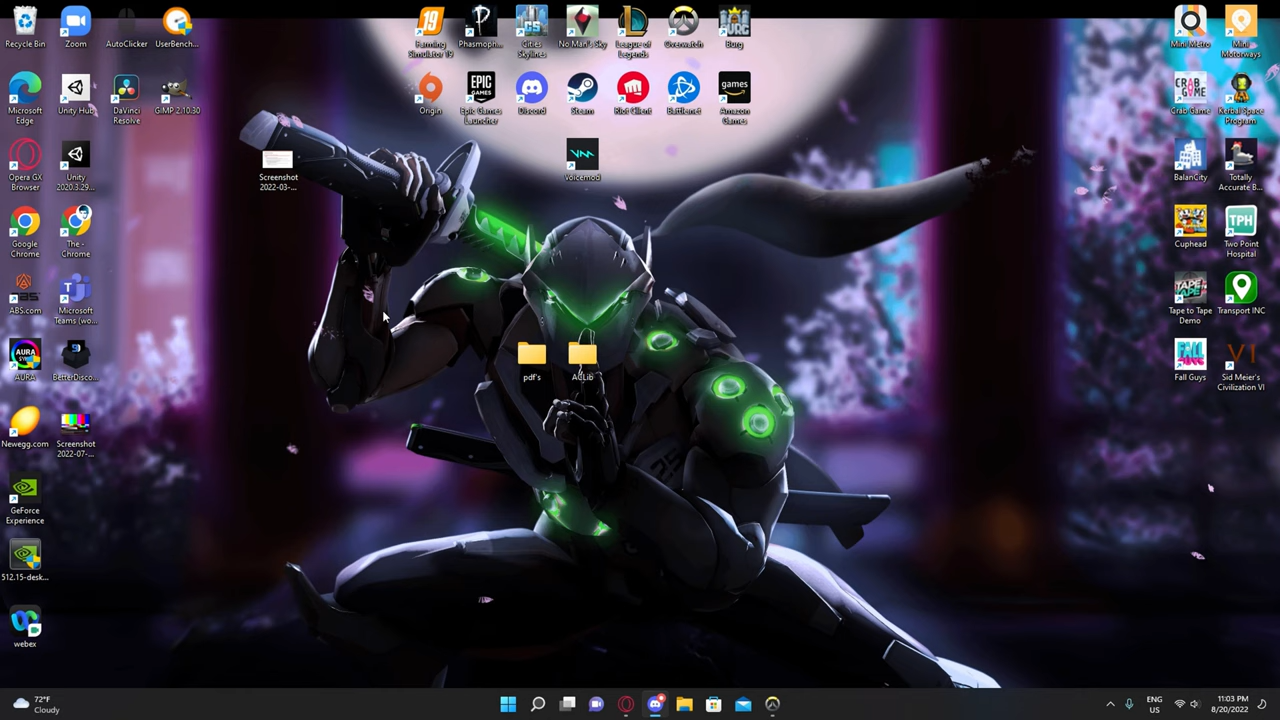 Recycle Bin
Zoom
AutoClicker
UserBench...
Farming
Simulator 19
Phasmoph...
Cities
Skylines
No Man's Sky
League of
Legends
Overwatch
Burg
Mini Metro
Mini
Motorways
Microsoft
Edge
Unity Hub
DaVinci
Resolve
GIMP 2.10.30
Origin
Epic Games
Launcher
Discord
Steam
Riot Client
Battlenet
Amazon
Games
Crab Game
Kerbal Space
Program
Opera GX
Browser
Unity
2020.3.29...
Screenshot
2022-03-...
Voicemod
BalanCity
Totally
Accurate B...
Google
Chrome
The -
Chrome
Cuphead
Two Point
Hospital
ABS.com
Microsoft
Teams (wo...
Tape to Tape
Demo
Transport INC
AURA
BetterDisco...
pdf's
ACLib
Fall Guys
Sid Meier's
Civilization VI
Newegg.com
Screenshot
2022-07-...
GeForce
Experience
512.15-desk...
webex
72°F
Cloudy
ENG
US
11:03 PM
8/20/2022